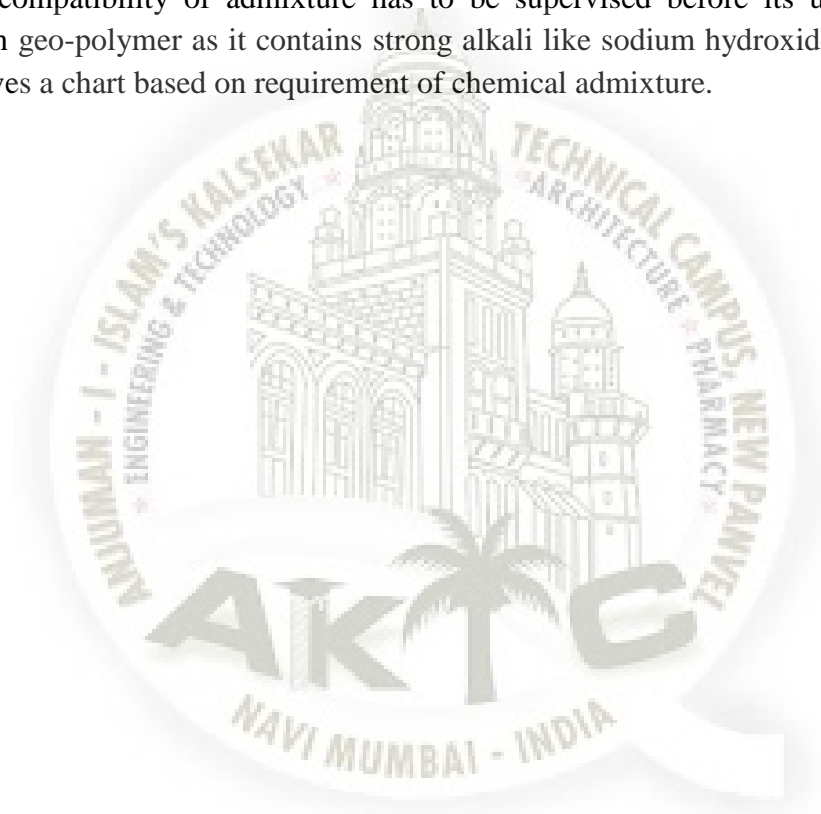 compatibility of admixture has to be supervised before its u
geo-polymer as it contains strong alkali like sodium hydroxid
a chart based on requirement of chemical admixture.
ANJUMAN - I - ISLAM'S KALSEKAR TECHNICAL CAMPUS, NEW PANVEL
ENGINEERING & TECHNOLOGY ARCHITECTURE PHARMACY
AKTC
NAVI MUMBAI - INDIA